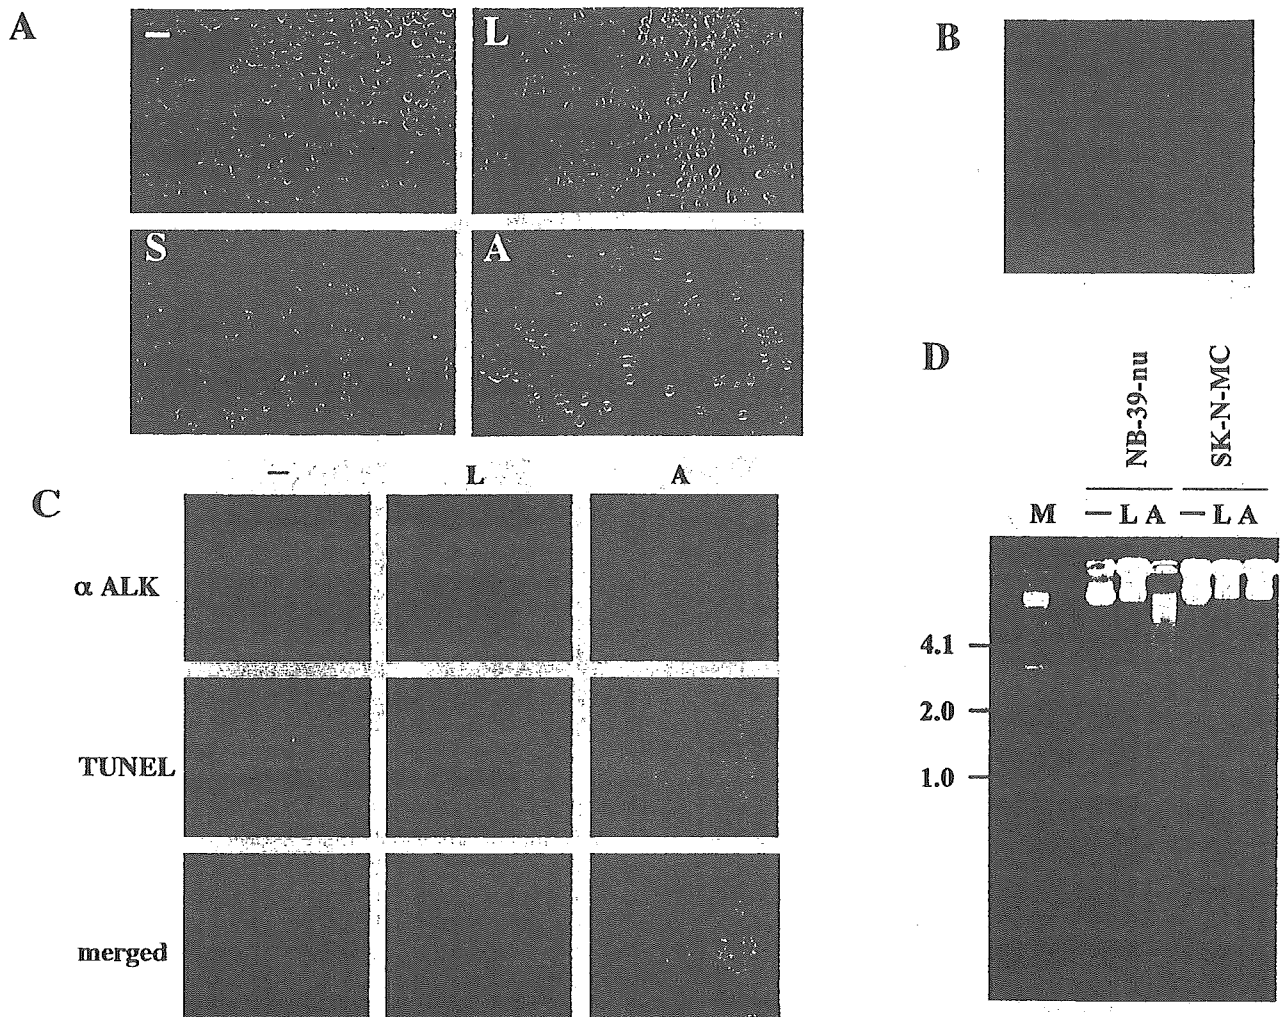 A
–
L
S
A
B
C
– L A
α ALK
TUNEL
merged
D
NB-39-nu
SK-N-MC
M – L A – L A
4.1
2.0
1.0